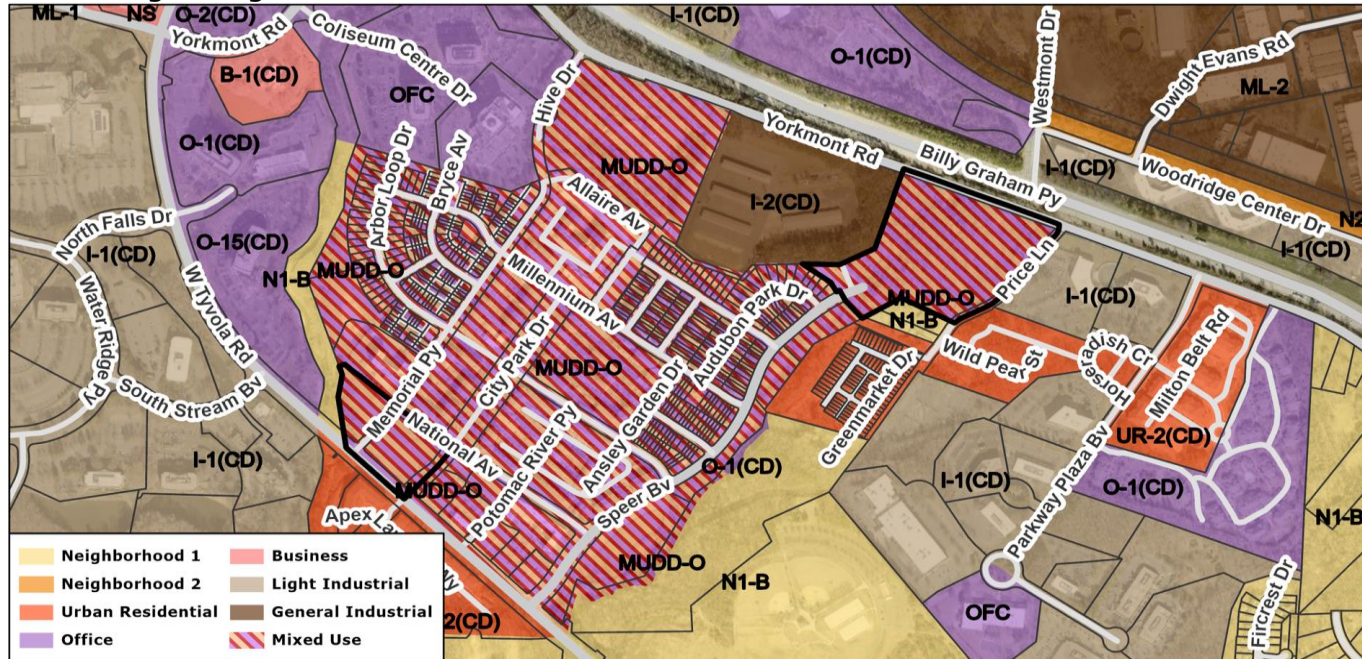 ML-1
NS
O-2(CD)
Yorkmont Rd
Coliseum Centre Dr
B-1(CD)
OFC
Hive Dr
I-1(CD)
O-1(CD)
Westmont Dr
Dwight Evans Rd
ML-2
O-1(CD)
Arbor Loop Dr
Bryce Av
MUDD-O
Yorkmont Rd
Billy Graham Py
I-1(CD)
Woodridge Center Dr
Allaire Av
I-2(CD)
N2
North Falls Dr
I-1(CD)
O-15(CD)
N1-B
MUDD-O
Millennium Av
Audubon Park Dr
MUDD-O
Price Ln
I-1(CD)
I-1(CD)
Water Ridge Py
W Tyvola Rd
South Stream Bv
Memorial Py
City Park Dr
MUDD-O
N1-B
Wild Pear St
Horseradish Cr
Milton Belt Rd
Greenmarket Dr
National Av
Ansley Garden Dr
Potomac River Py
UR-2(CD)
I-1(CD)
MUDD-O
Speer Bv
O-1(CD)
I-1(CD)
Parkway Plaza Bv
O-1(CD)
N1-B
MUDD-O
N1-B
OFC
Fircrest Dr
2(CD)
Neighborhood 1
Neighborhood 2
Urban Residential
Office
Business
Light Industrial
General Industrial
Mixed Use